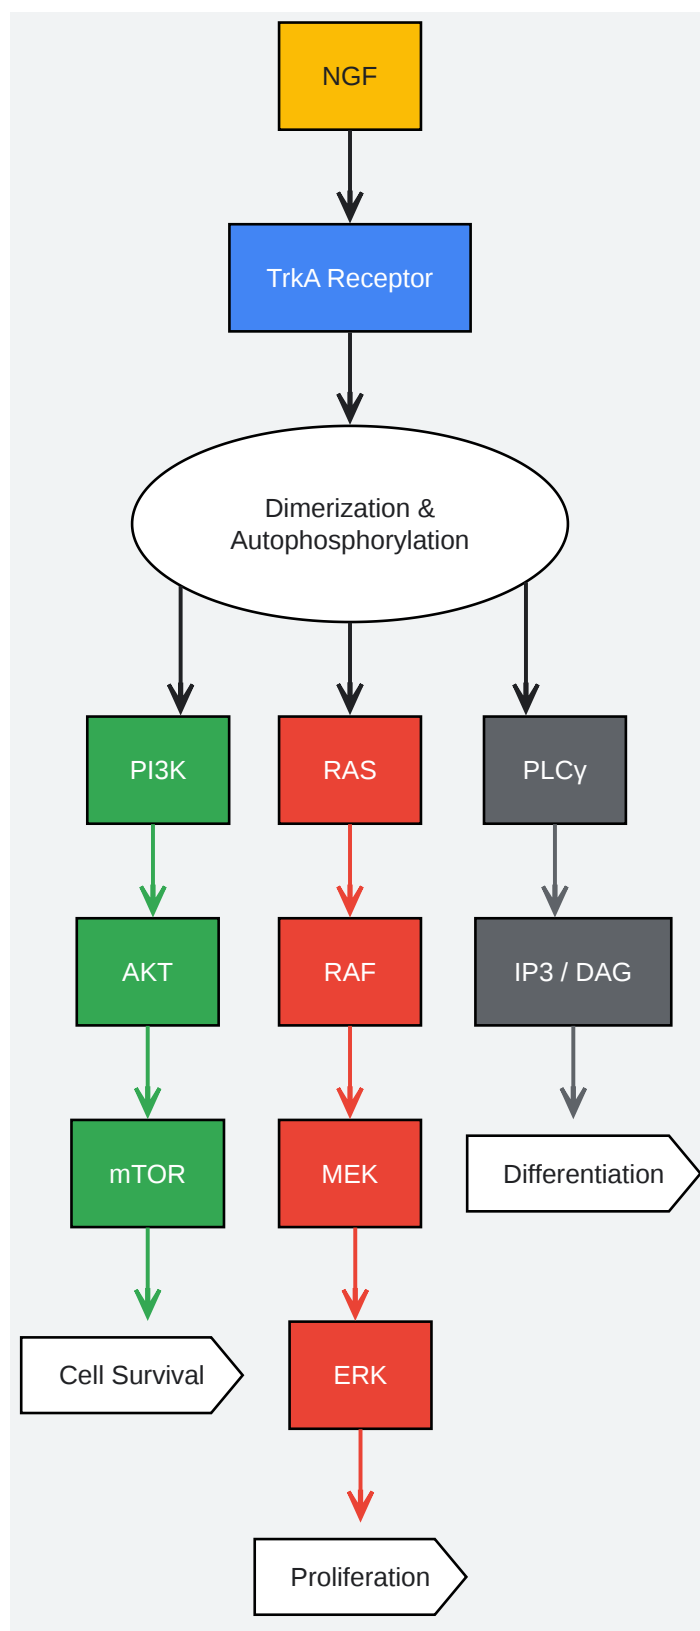 NGF
TrkA Receptor
Dimerization &
Autophosphorylation
PI3K
RAS
PLCγ
AKT
RAF
IP3 / DAG
mTOR
MEK
Differentiation
Cell Survival
ERK
Proliferation